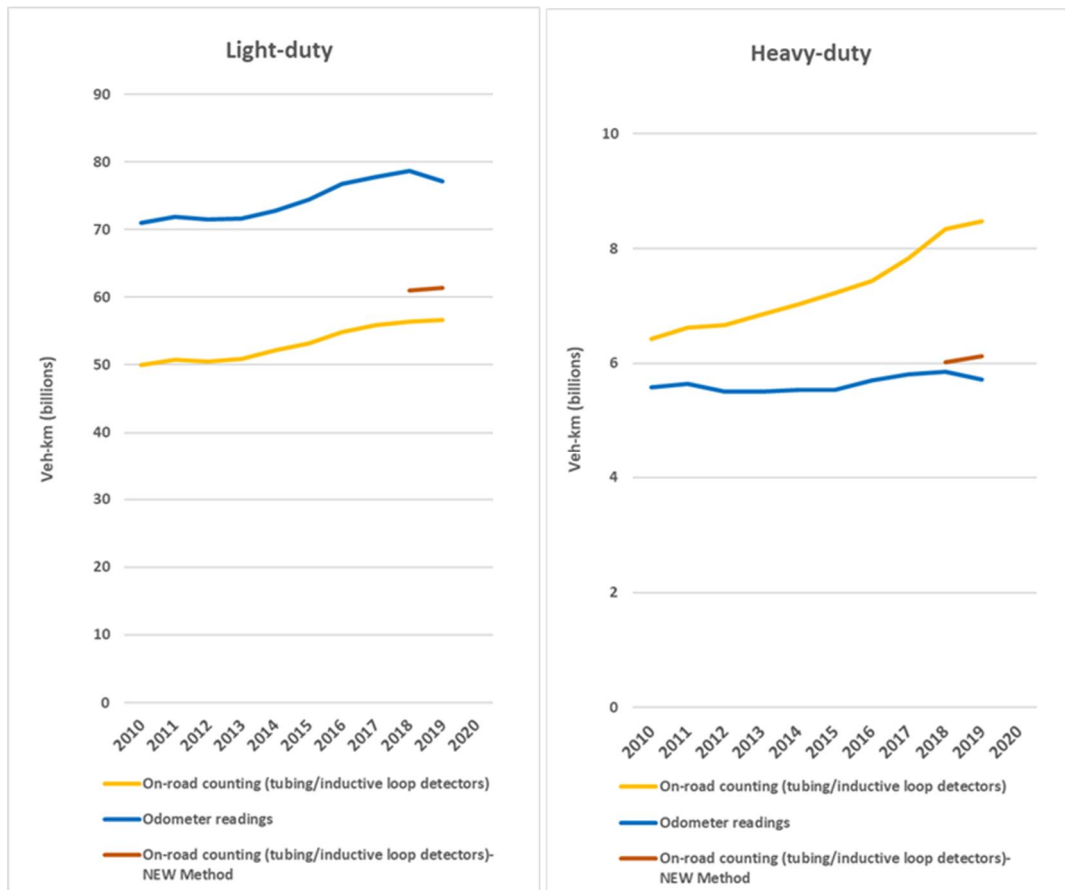 Light-duty
90
80
70
60
50
40
30
20
10
0
Veh-km (billions)
2010 2011 2012 2013 2014 2015 2016 2017 2018 2019 2020
On-road counting (tubing/inductive loop detectors)
Odometer readings
On-road counting (tubing/inductive loop detectors)-
NEW Method
Heavy-duty
10
8
6
4
2
0
Veh-km (billions)
2010 2011 2012 2013 2014 2015 2016 2017 2018 2019 2020
On-road counting (tubing/inductive loop detectors)
Odometer readings
On-road counting (tubing/inductive loop detectors)-
NEW Method